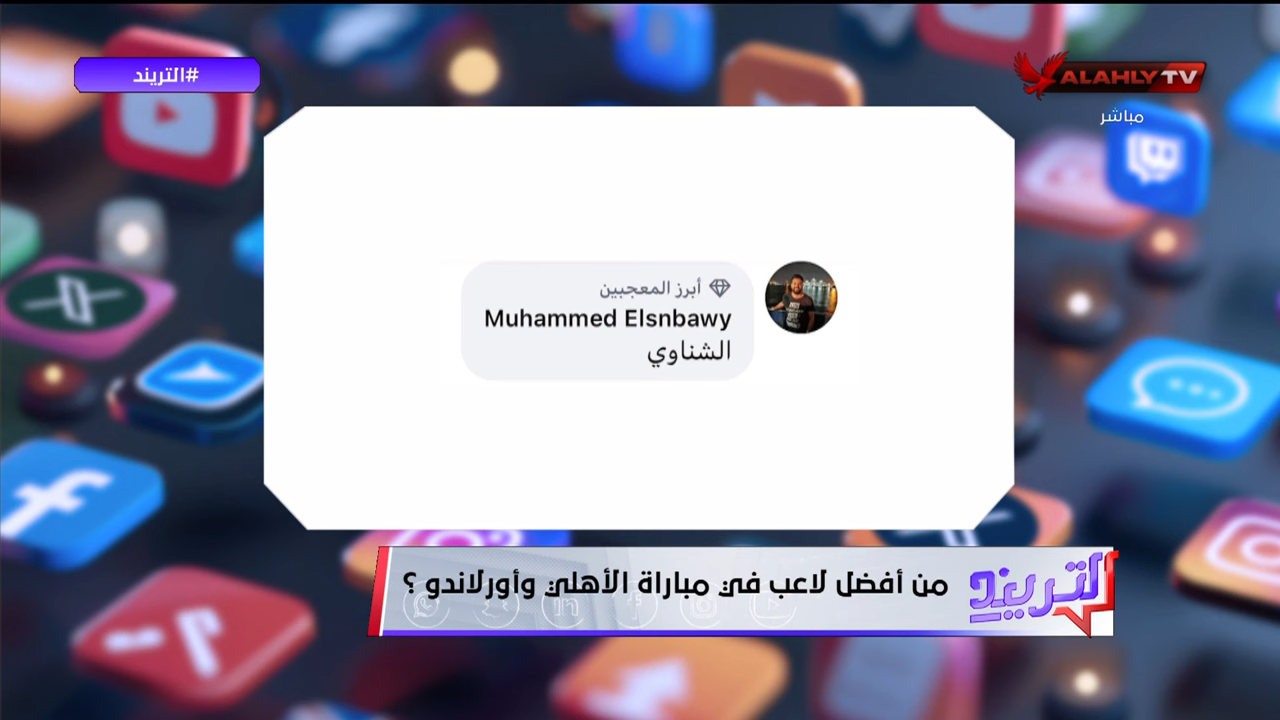 #التريند
ALAHLY TV
مباشر
أبرز المعجبين
Muhammed Elsnbawy
الشناوي
التريند
من أفضل لاعب في مباراة الأهلي وأورلاندو ؟